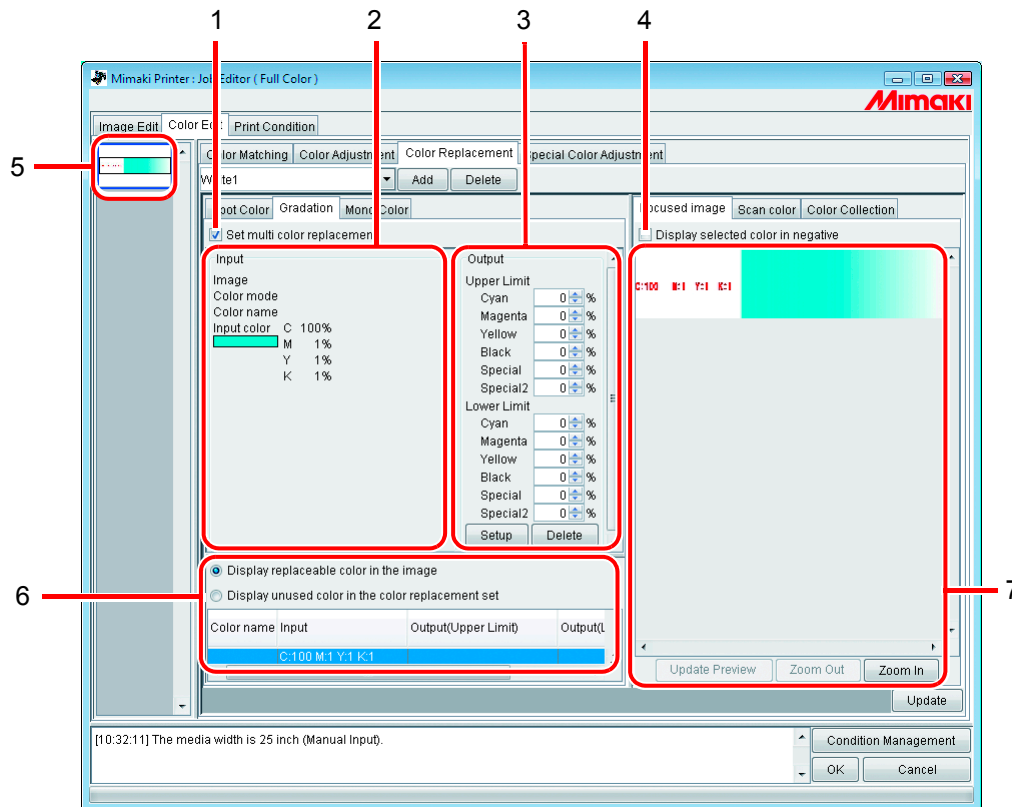 1 2 3 4
Mimaki Printer : Job Editor ( Full Color )
Mimaki
Image Edit Color Edit Print Condition
5
Color Matching Color Adjustment Color Replacement Special Color Adjustment
Add Delete
Spot Color Gradation Mono Color
Focused image Scan color Color Collection
Set multi color replacement
Display selected color in negative
Input
Image
Color mode
Color name
Input color C 100%
M 1%
Y 1%
K 1%
Output
Upper Limit
Cyan 0 %
Magenta 0 %
Yellow 0 %
Black 0 %
Special 0 %
Special2 0 %
Lower Limit
Cyan 0 %
Magenta 0 %
Yellow 0 %
Black 0 %
Special 0 %
Special2 0 %
Setup Delete
C:100 M:1 Y:1 K:1
6
Display replaceable color in the image
Display unused color in the color replacement set
Color name Input Output(Upper Limit) Output(L
C:100 M:1 Y:1 K:1
7
Update Preview Zoom Out Zoom In
Update
[10:32:11] The media width is 25 inch (Manual Input).
Condition Management
OK Cancel